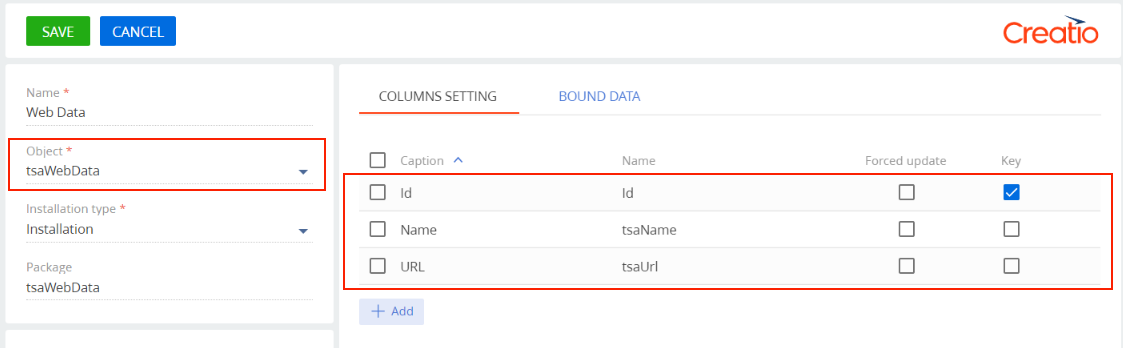 SAVE CANCEL Creatio
Name *
Web Data
Object *
tsaWebData
Installation type *
Installation
Package
tsaWebData
COLUMNS SETTING BOUND DATA
Caption Name Forced update Key
Id Id
Name tsaName
URL tsaUrl
+ Add